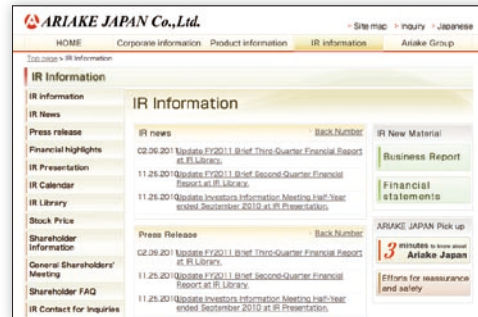 ARIAKE JAPAN Co.,Ltd.
Site map
Inquiry
Japanese
HOME
Corporate information
Product information
IR information
Ariake Group
Top page > IR Information
IR Information
IR information
IR News
Press release
Financial highlights
IR Presentation
IR Calendar
IR Library
Stock Price
Shareholder
Information
General Shareholders'
Meeting
Shareholder FAQ
IR Contact for Inquiries
IR Information
IR news
Back Number
02.09.2011 Update FY2011 Brief Third-Quarter Financial Report
at IR Library.
11.25.2010 Update FY2011 Brief Second-Quarter Financial
Report at IR Library.
11.25.2010 Update Investors Information Meeting Half-Year
ended September 2010 at IR Presentation.
Press Release
Back Number
02.09.2011 Update FY2011 Brief Third-Quarter Financial Report
at IR Library.
11.25.2010 Update FY2011 Brief Second-Quarter Financial
Report at IR Library.
11.25.2010 Update Investors Information Meeting Half-Year
ended September 2010 at IR Presentation.
IR New Material
Business Report
Financial
statements
ARIAKE JAPAN Pick up
3 minutes to know about
Ariake Japan
Efforts for reassurance
and safety